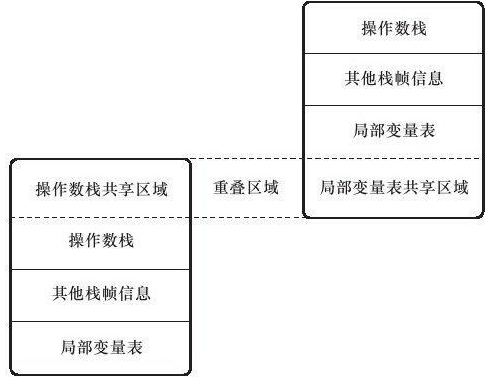 操作数栈
其他栈帧信息
局部变量表
操作数栈共享区域
重叠区域
局部变量表共享区域
操作数栈
其他栈帧信息
局部变量表